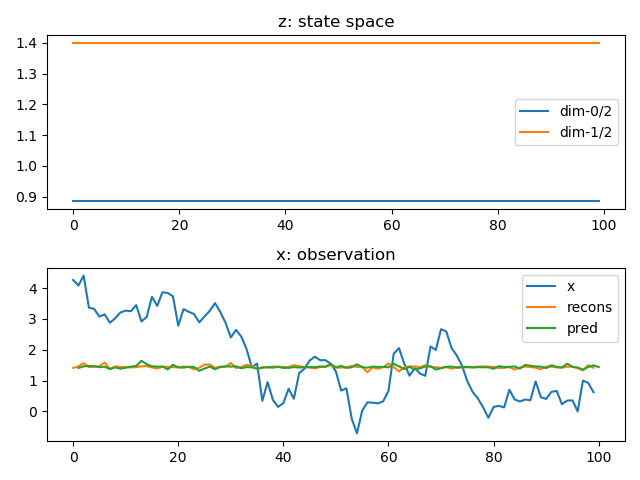 z: state space
1.4
1.3
1.2
1.1
1.0
0.9
dim-0/2
dim-1/2
0 20 40 60 80 100
x: observation
4
3
2
1
0
x
recons
pred
0 20 40 60 80 100